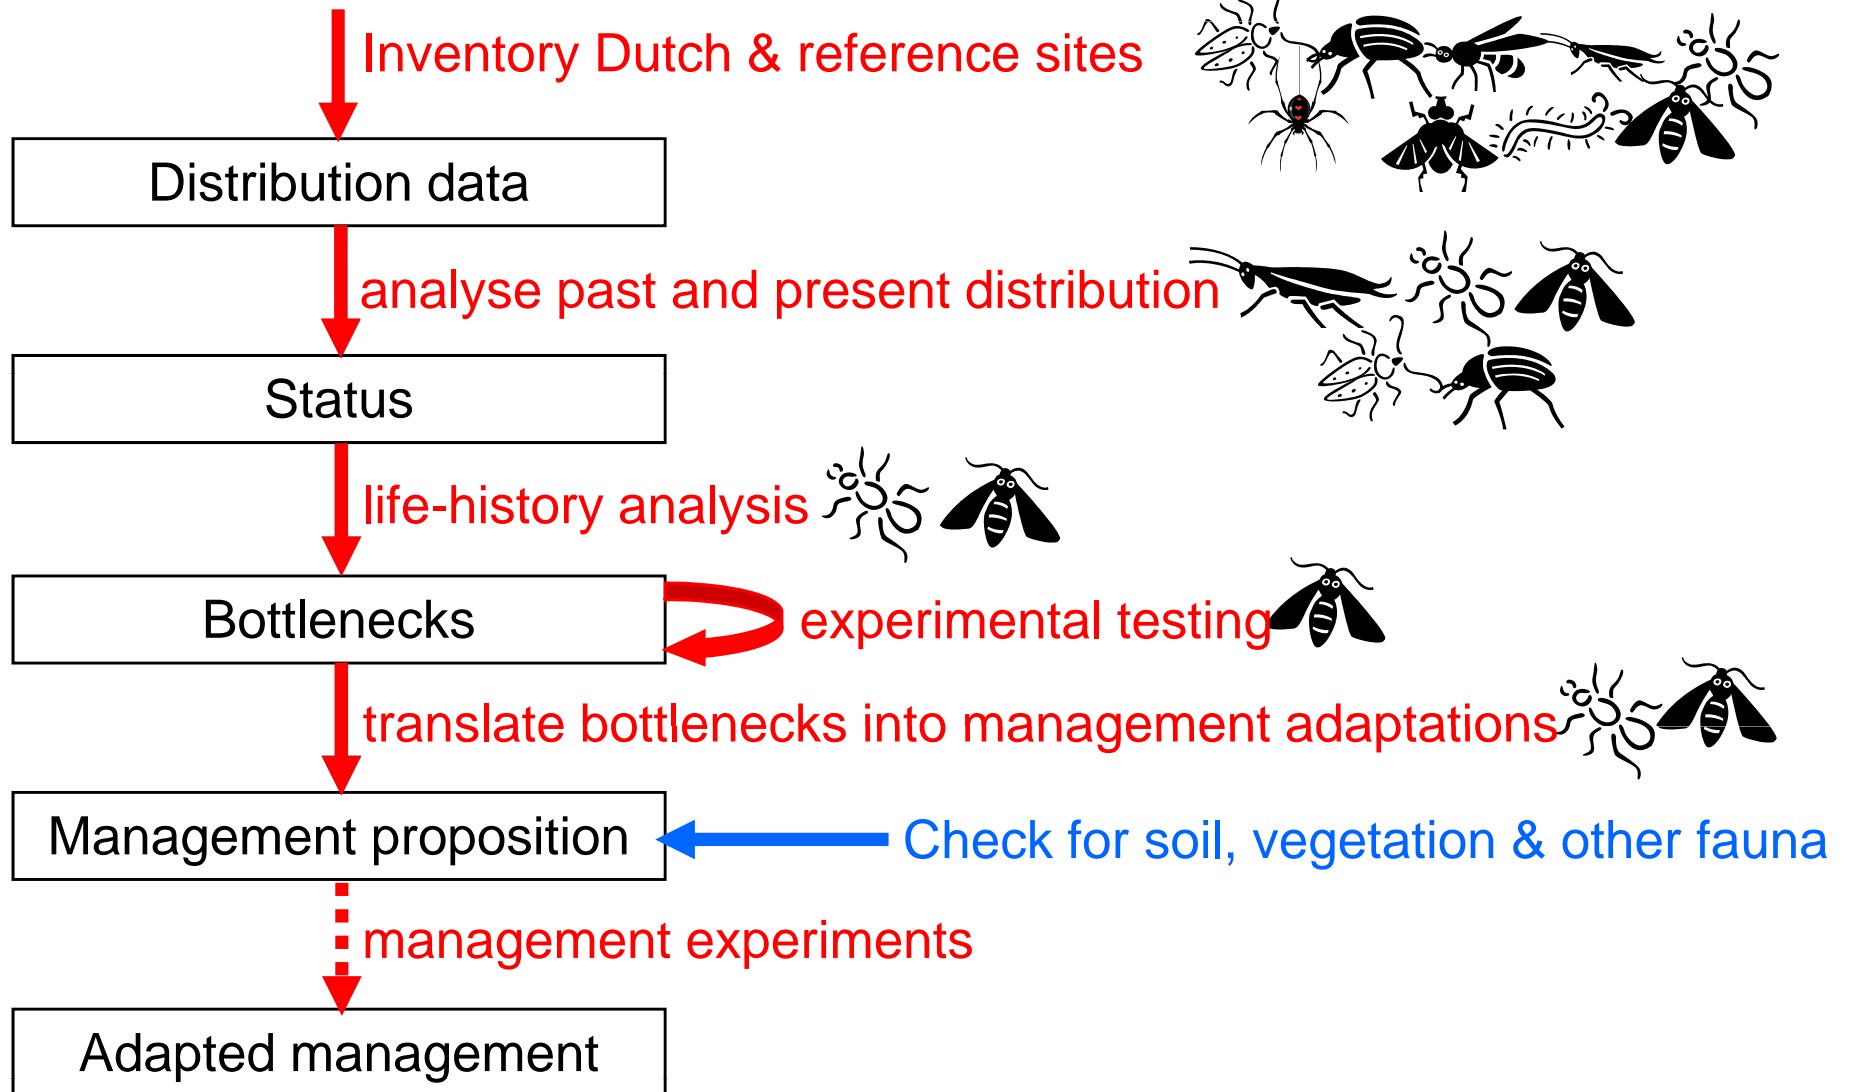 Inventory Dutch & reference sites
Distribution data
analyse past and present distribution
Status
life-history analysis
Bottlenecks
experimental testing
translate bottlenecks into management adaptations
Management proposition
Check for soil, vegetation & other fauna
management experiments
Adapted management